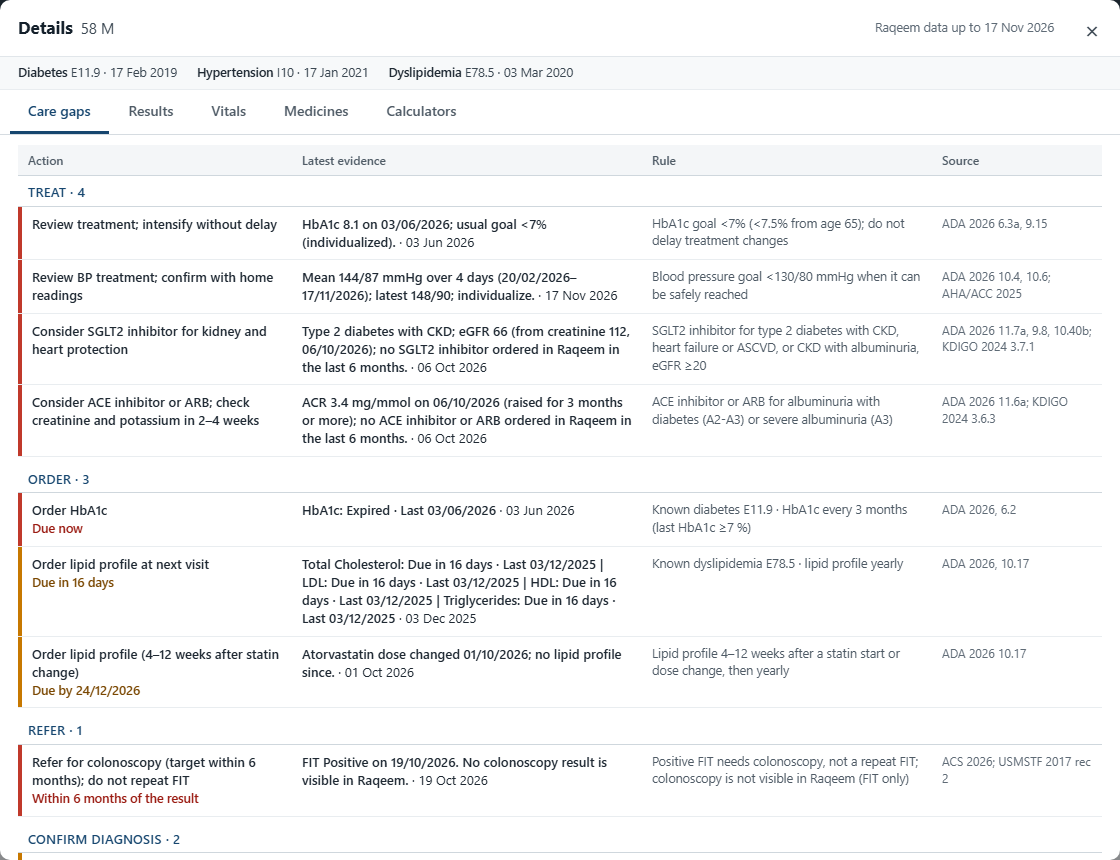 Details 58 M
Raqeem data up to 17 Nov 2026 ×
Diabetes E11.9 · 17 Feb 2019 Hypertension I10 · 17 Jan 2021 Dyslipidemia E78.5 · 03 Mar 2020
Care gaps Results Vitals Medicines Calculators
Action Latest evidence Rule Source
TREAT · 4
Review treatment; intensify without delay
HbA1c 8.1 on 03/06/2026; usual goal <7%
(individualized). · 03 Jun 2026
HbA1c goal <7% (<7.5% from age 65); do not
delay treatment changes
ADA 2026 6.3a, 9.15
Review BP treatment; confirm with home
readings
Mean 144/87 mmHg over 4 days (20/02/2026–
17/11/2026); latest 148/90; individualize. · 17 Nov 2026
Blood pressure goal <130/80 mmHg when it can
be safely reached
ADA 2026 10.4, 10.6;
AHA/ACC 2025
Consider SGLT2 inhibitor for kidney and
heart protection
Type 2 diabetes with CKD; eGFR 66 (from creatinine 112,
06/10/2026); no SGLT2 inhibitor ordered in Raqeem in
the last 6 months. · 06 Oct 2026
SGLT2 inhibitor for type 2 diabetes with CKD,
heart failure or ASCVD, or CKD with albuminuria,
eGFR ≥20
ADA 2026 11.7a, 9.8, 10.40b;
KDIGO 2024 3.7.1
Consider ACE inhibitor or ARB; check
creatinine and potassium in 2–4 weeks
ACR 3.4 mg/mmol on 06/10/2026 (raised for 3 months
or more); no ACE inhibitor or ARB ordered in Raqeem in
the last 6 months. · 06 Oct 2026
ACE inhibitor or ARB for albuminuria with
diabetes (A2-A3) or severe albuminuria (A3)
ADA 2026 11.6a; KDIGO
2024 3.6.3
ORDER · 3
Order HbA1c
Due now
HbA1c: Expired · Last 03/06/2026 · 03 Jun 2026
Known diabetes E11.9 · HbA1c every 3 months
(last HbA1c ≥7 %)
ADA 2026, 6.2
Order lipid profile at next visit
Due in 16 days
Total Cholesterol: Due in 16 days · Last 03/12/2025 |
LDL: Due in 16 days · Last 03/12/2025 | HDL: Due in 16
days · Last 03/12/2025 | Triglycerides: Due in 16 days ·
Last 03/12/2025 · 03 Dec 2025
Known dyslipidemia E78.5 · lipid profile yearly
ADA 2026, 10.17
Order lipid profile (4–12 weeks after statin
change)
Due by 24/12/2026
Atorvastatin dose changed 01/10/2026; no lipid profile
since. · 01 Oct 2026
Lipid profile 4–12 weeks after a statin start or
dose change, then yearly
ADA 2026 10.17
REFER · 1
Refer for colonoscopy (target within 6
months); do not repeat FIT
Within 6 months of the result
FIT Positive on 19/10/2026. No colonoscopy result is
visible in Raqeem. · 19 Oct 2026
Positive FIT needs colonoscopy, not a repeat FIT;
colonoscopy is not visible in Raqeem (FIT only)
ACS 2026; USMSTF 2017 rec
2
CONFIRM DIAGNOSIS · 2